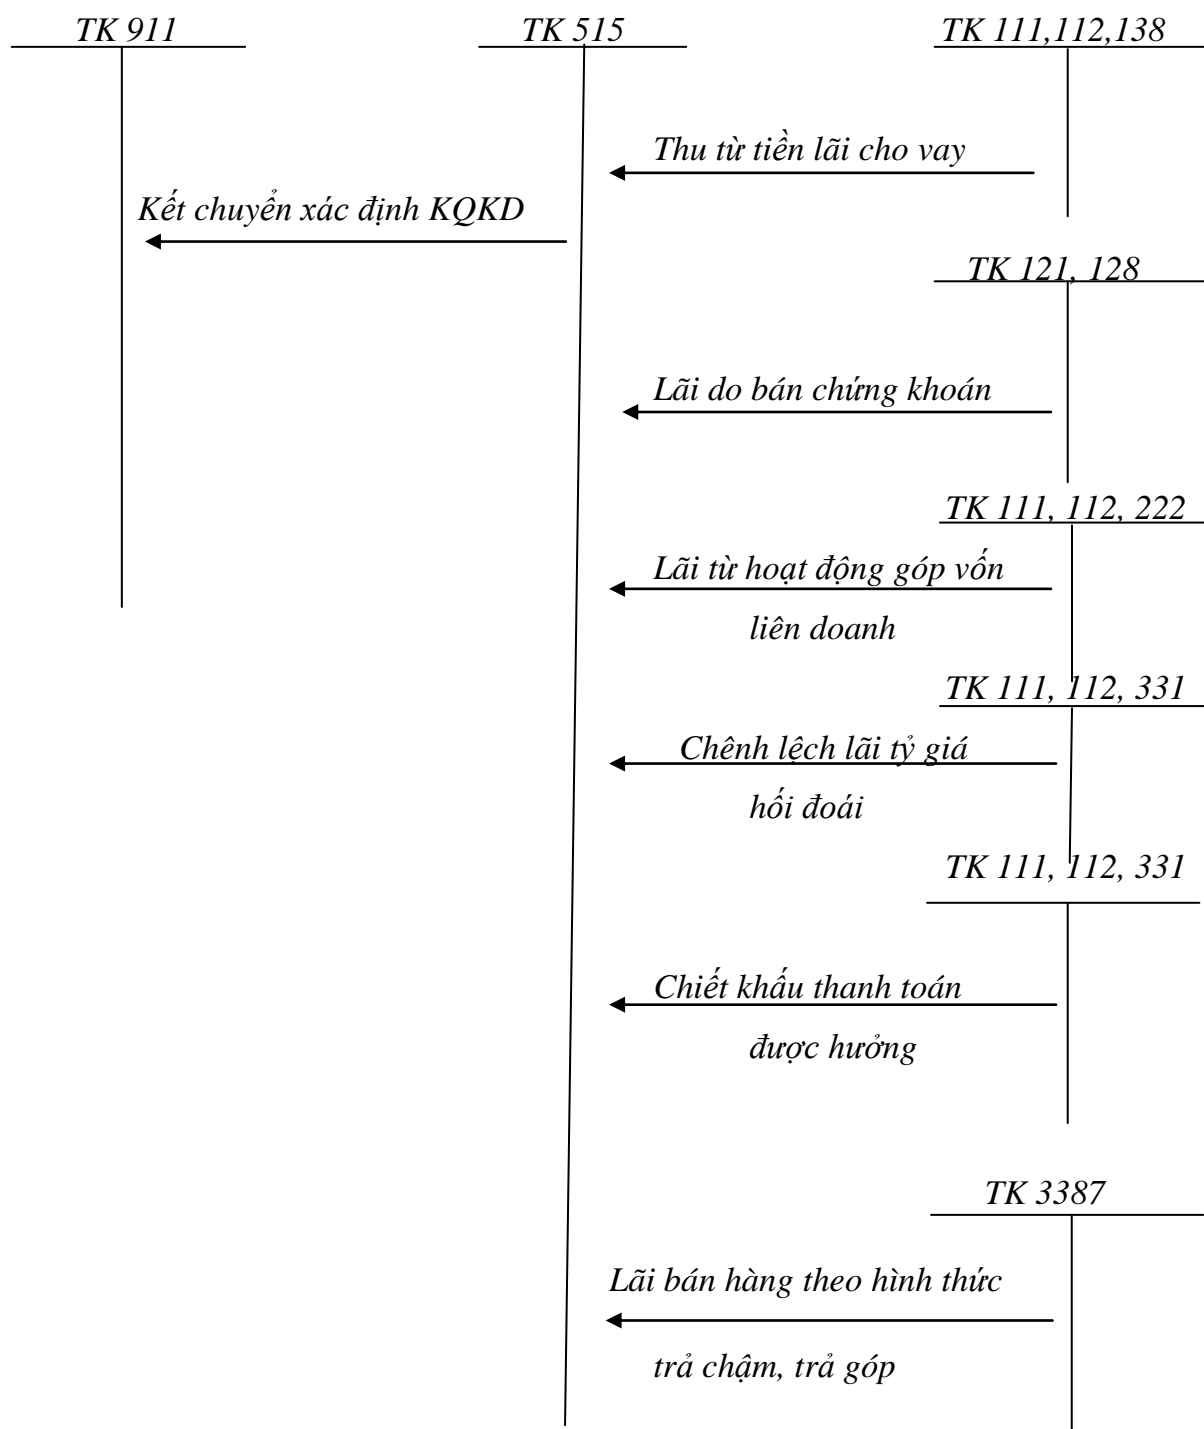 TK 911
TK 515
TK 111,112,138
Thu từ tiền lãi cho vay
Kết chuyển xác định KQKD
TK 121, 128
Lãi do bán chứng khoán
TK 111, 112, 222
Lãi từ hoạt động góp vốn
liên doanh
TK 111, 112, 331
Chênh lệch lãi tỷ giá
hối đoái
TK 111, 112, 331
Chiết khấu thanh toán
được hưởng
TK 3387
Lãi bán hàng theo hình thức
trả chậm, trả góp